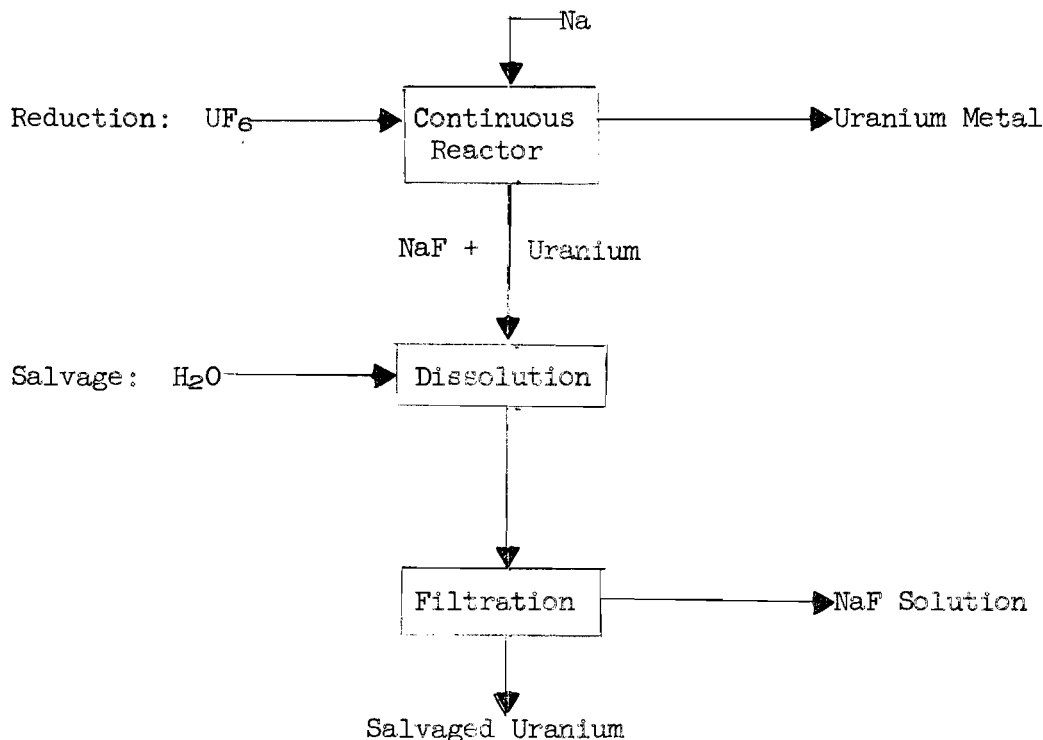 Na
Reduction: UF6 Continuous Uranium Metal
Reactor
NaF + Uranium
Salvage: H2O Dissolution
Filtration NaF Solution
Salvaged Uranium